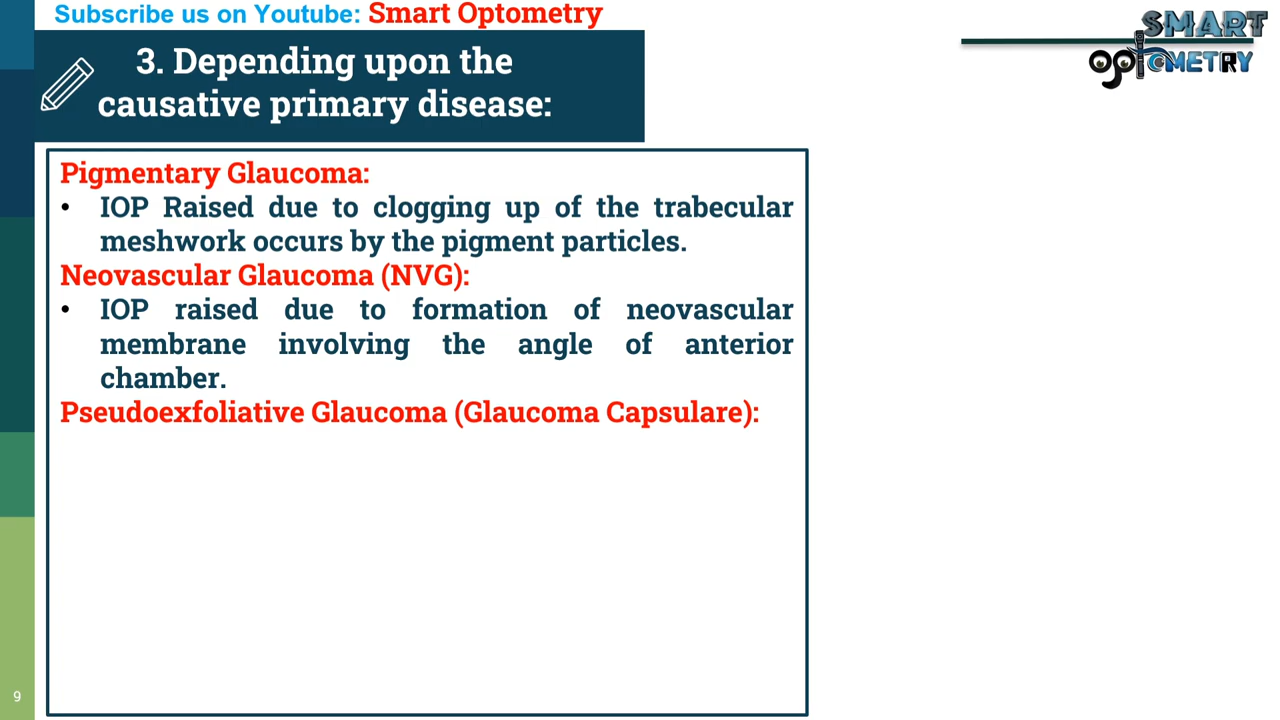 Subscribe us on Youtube: Smart Optometry
SMART
OptOMETRY
3. Depending upon the
causative primary disease:
Pigmentary Glaucoma:
• IOP Raised due to clogging up of the trabecular
meshwork occurs by the pigment particles.
Neovascular Glaucoma (NVG):
• IOP raised due to formation of neovascular
membrane involving the angle of anterior
chamber.
Pseudoexfoliative Glaucoma (Glaucoma Capsulare):
9